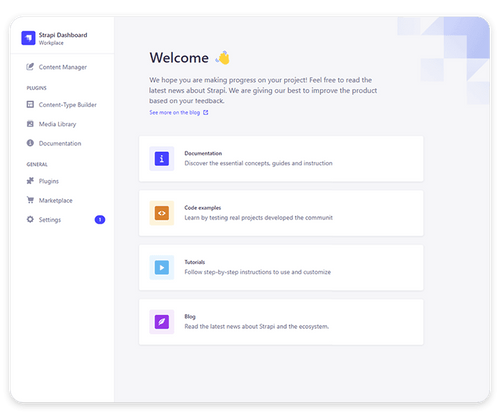 Strapi Dashboard
Workplace
Content Manager
PLUGINS
Content-Type Builder
Media Library
Documentation
GENERAL
Plugins
Marketplace
Settings 1
Welcome 👋
We hope you are making progress on your project! Feel free to read the
latest news about Strapi. We are giving our best to improve the product
based on your feedback.
See more on the blog
Documentation
Discover the essential concepts, guides and instruction
Code examples
Learn by testing real projects developed the communit
Tutorials
Follow step-by-step instructions to use and customize
Blog
Read the latest news about Strapi and the ecosystem.